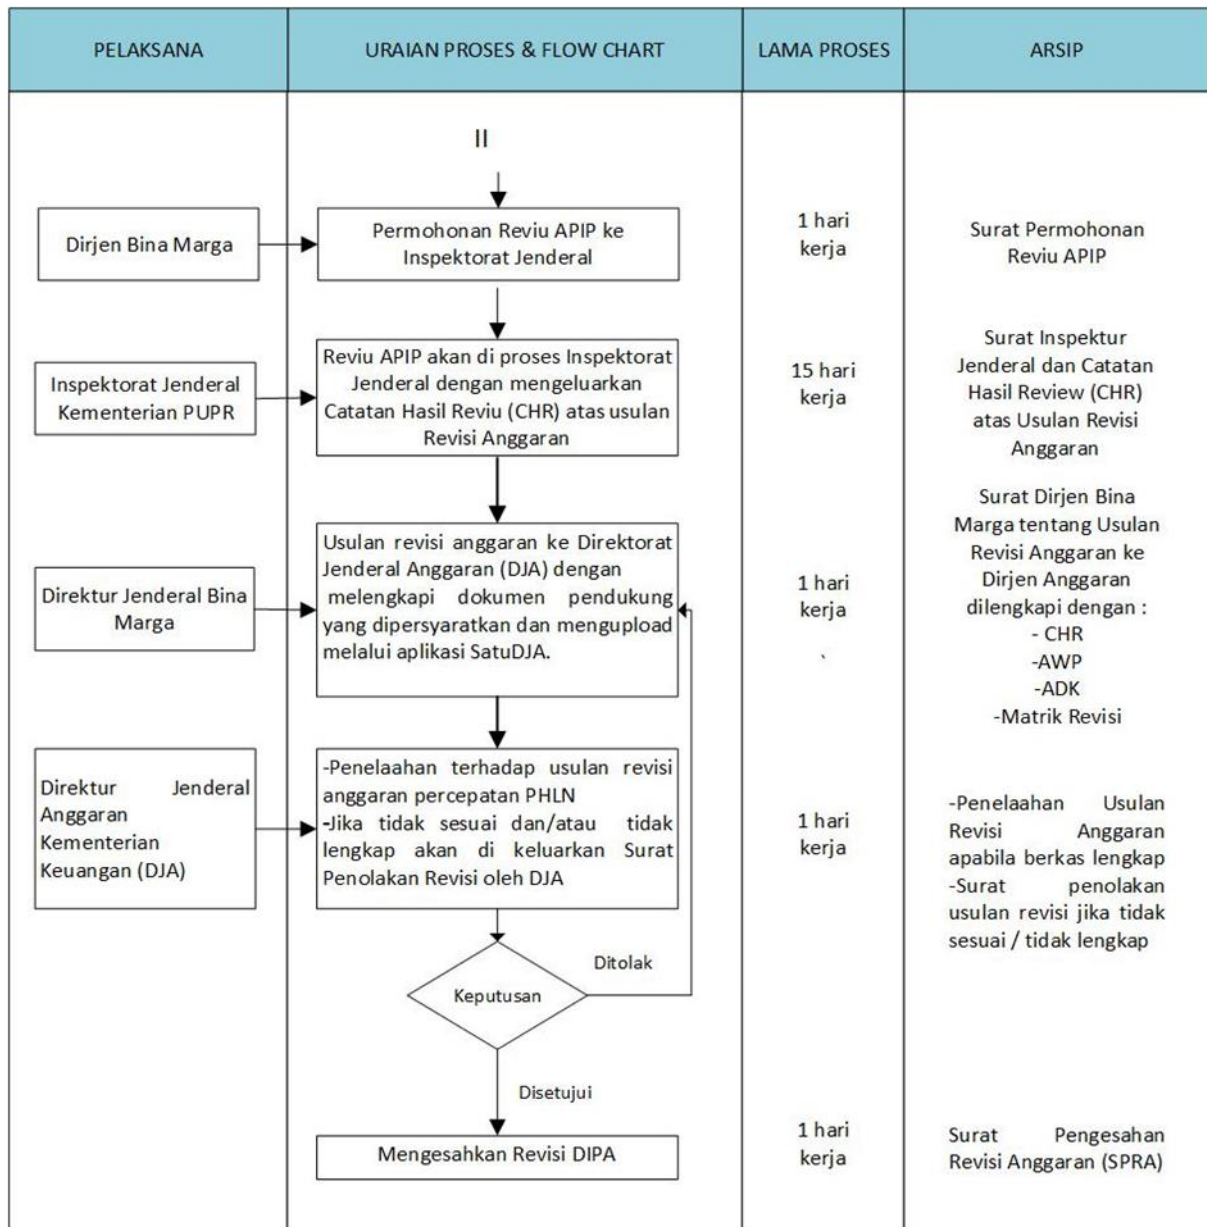 PELAKSANA
URAIAN PROSES & FLOW CHART
LAMA PROSES
ARSIP
II
Dirjen Bina Marga
Permohonan Reviu APIP ke
Inspektorat Jenderal
1 hari
kerja
Surat Permohonan
Reviu APIP
Inspektorat Jenderal
Kementerian PUPR
Reviu APIP akan di proses Inspektorat
Jenderal dengan mengeluarkan
Catatan Hasil Reviu (CHR) atas usulan
Revisi Anggaran
15 hari
kerja
Surat Inspektur
Jenderal dan Catatan
Hasil Review (CHR)
atas Usulan Revisi
Anggaran
Direktur Jenderal Bina
Marga
Usulan revisi anggaran ke Direktorat
Jenderal Anggaran (DJA) dengan
melengkapi dokumen pendukung
yang dipersyaratkan dan mengupload
melalui aplikasi SatuDJA.
1 hari
kerja
`
Surat Dirjen Bina
Marga tentang Usulan
Revisi Anggaran ke
Dirjen Anggaran
dilengkapi dengan :
- CHR
-AWP
-ADK
-Matrik Revisi
Direktur Jenderal
Anggaran
Kementerian
Keuangan (DJA)
-Penelaahan terhadap usulan revisi
anggaran percepatan PHLN
-Jika tidak sesuai dan/atau tidak
lengkap akan di keluarkan Surat
Penolakan Revisi oleh DJA
1 hari
kerja
-Penelaahan Usulan
Revisi Anggaran
apabila berkas lengkap
-Surat penolakan
usulan revisi jika tidak
sesuai / tidak lengkap
Ditolak
Keputusan
Disetujui
Mengesahkan Revisi DIPA
1 hari
kerja
Surat Pengesahan
Revisi Anggaran (SPRA)